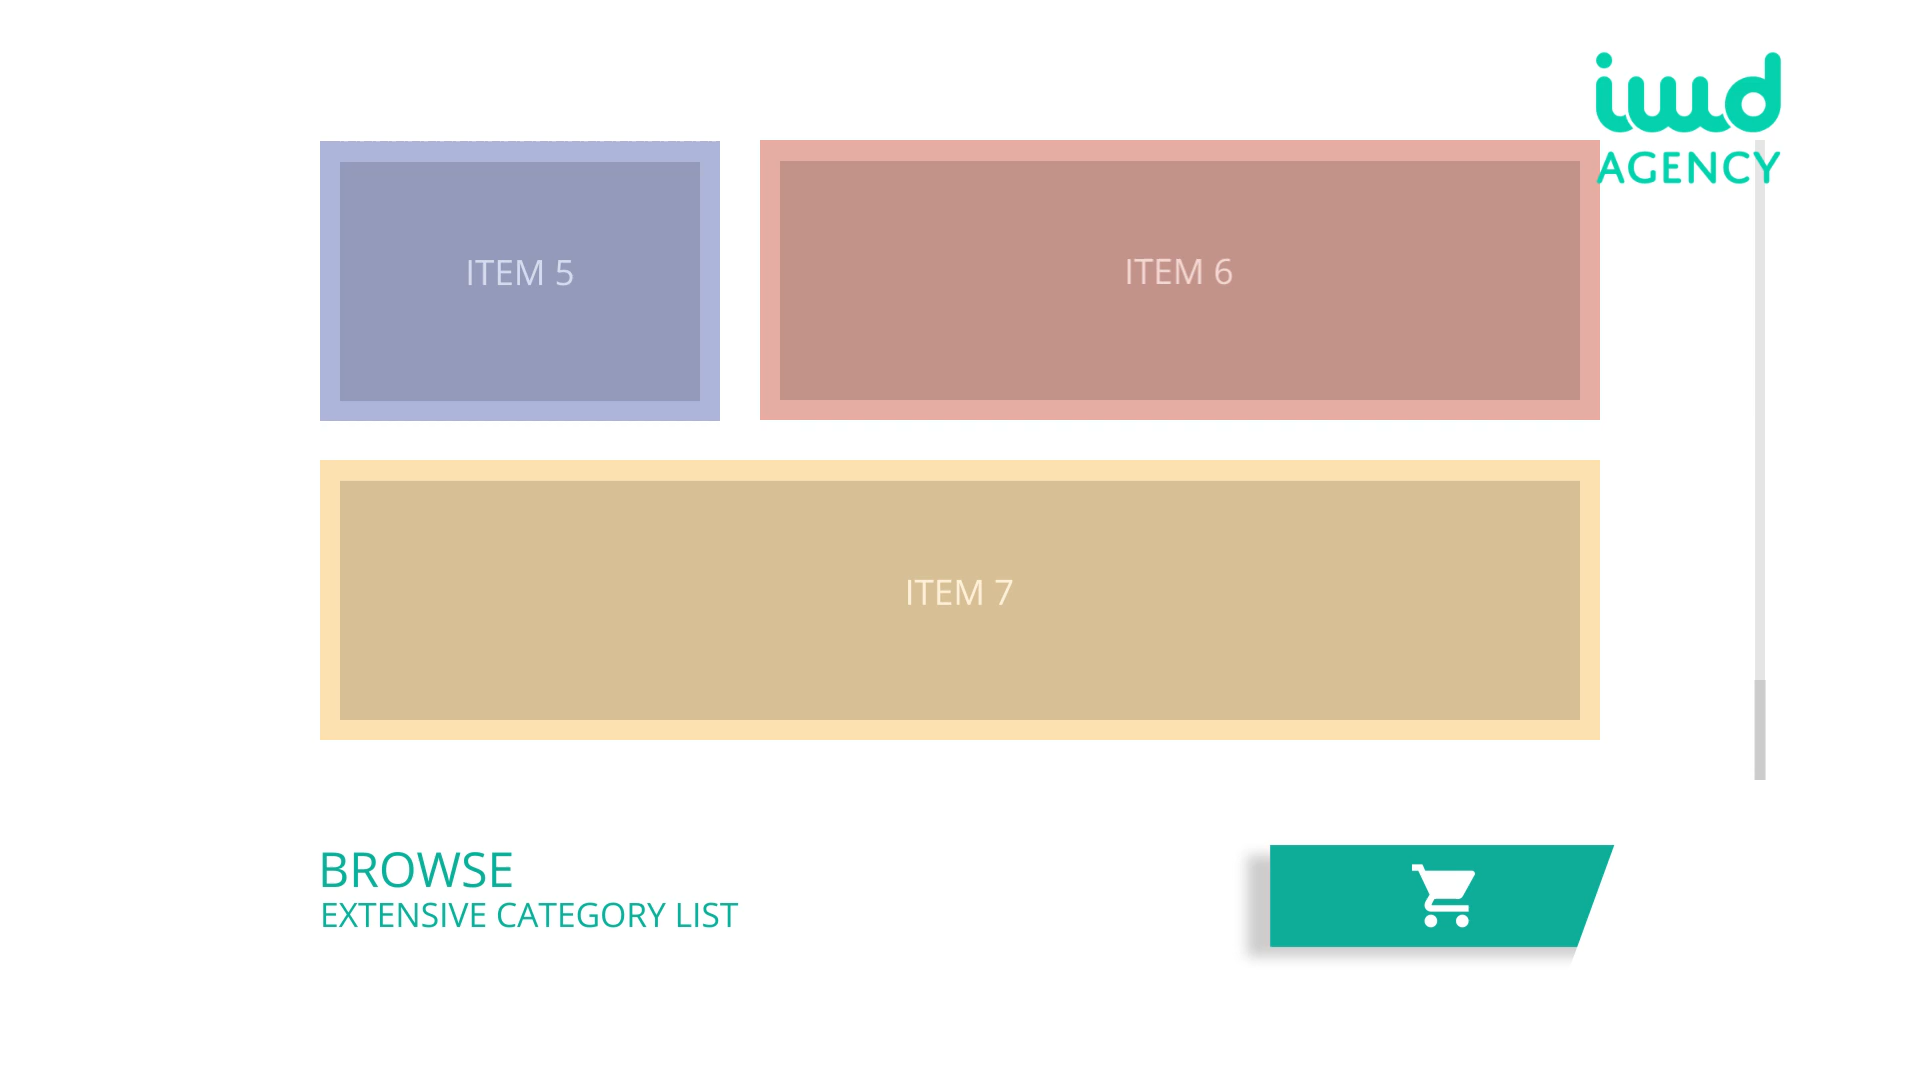 iwd
AGENCY
ITEM 5
ITEM 6
ITEM 7
BROWSE
EXTENSIVE CATEGORY LIST